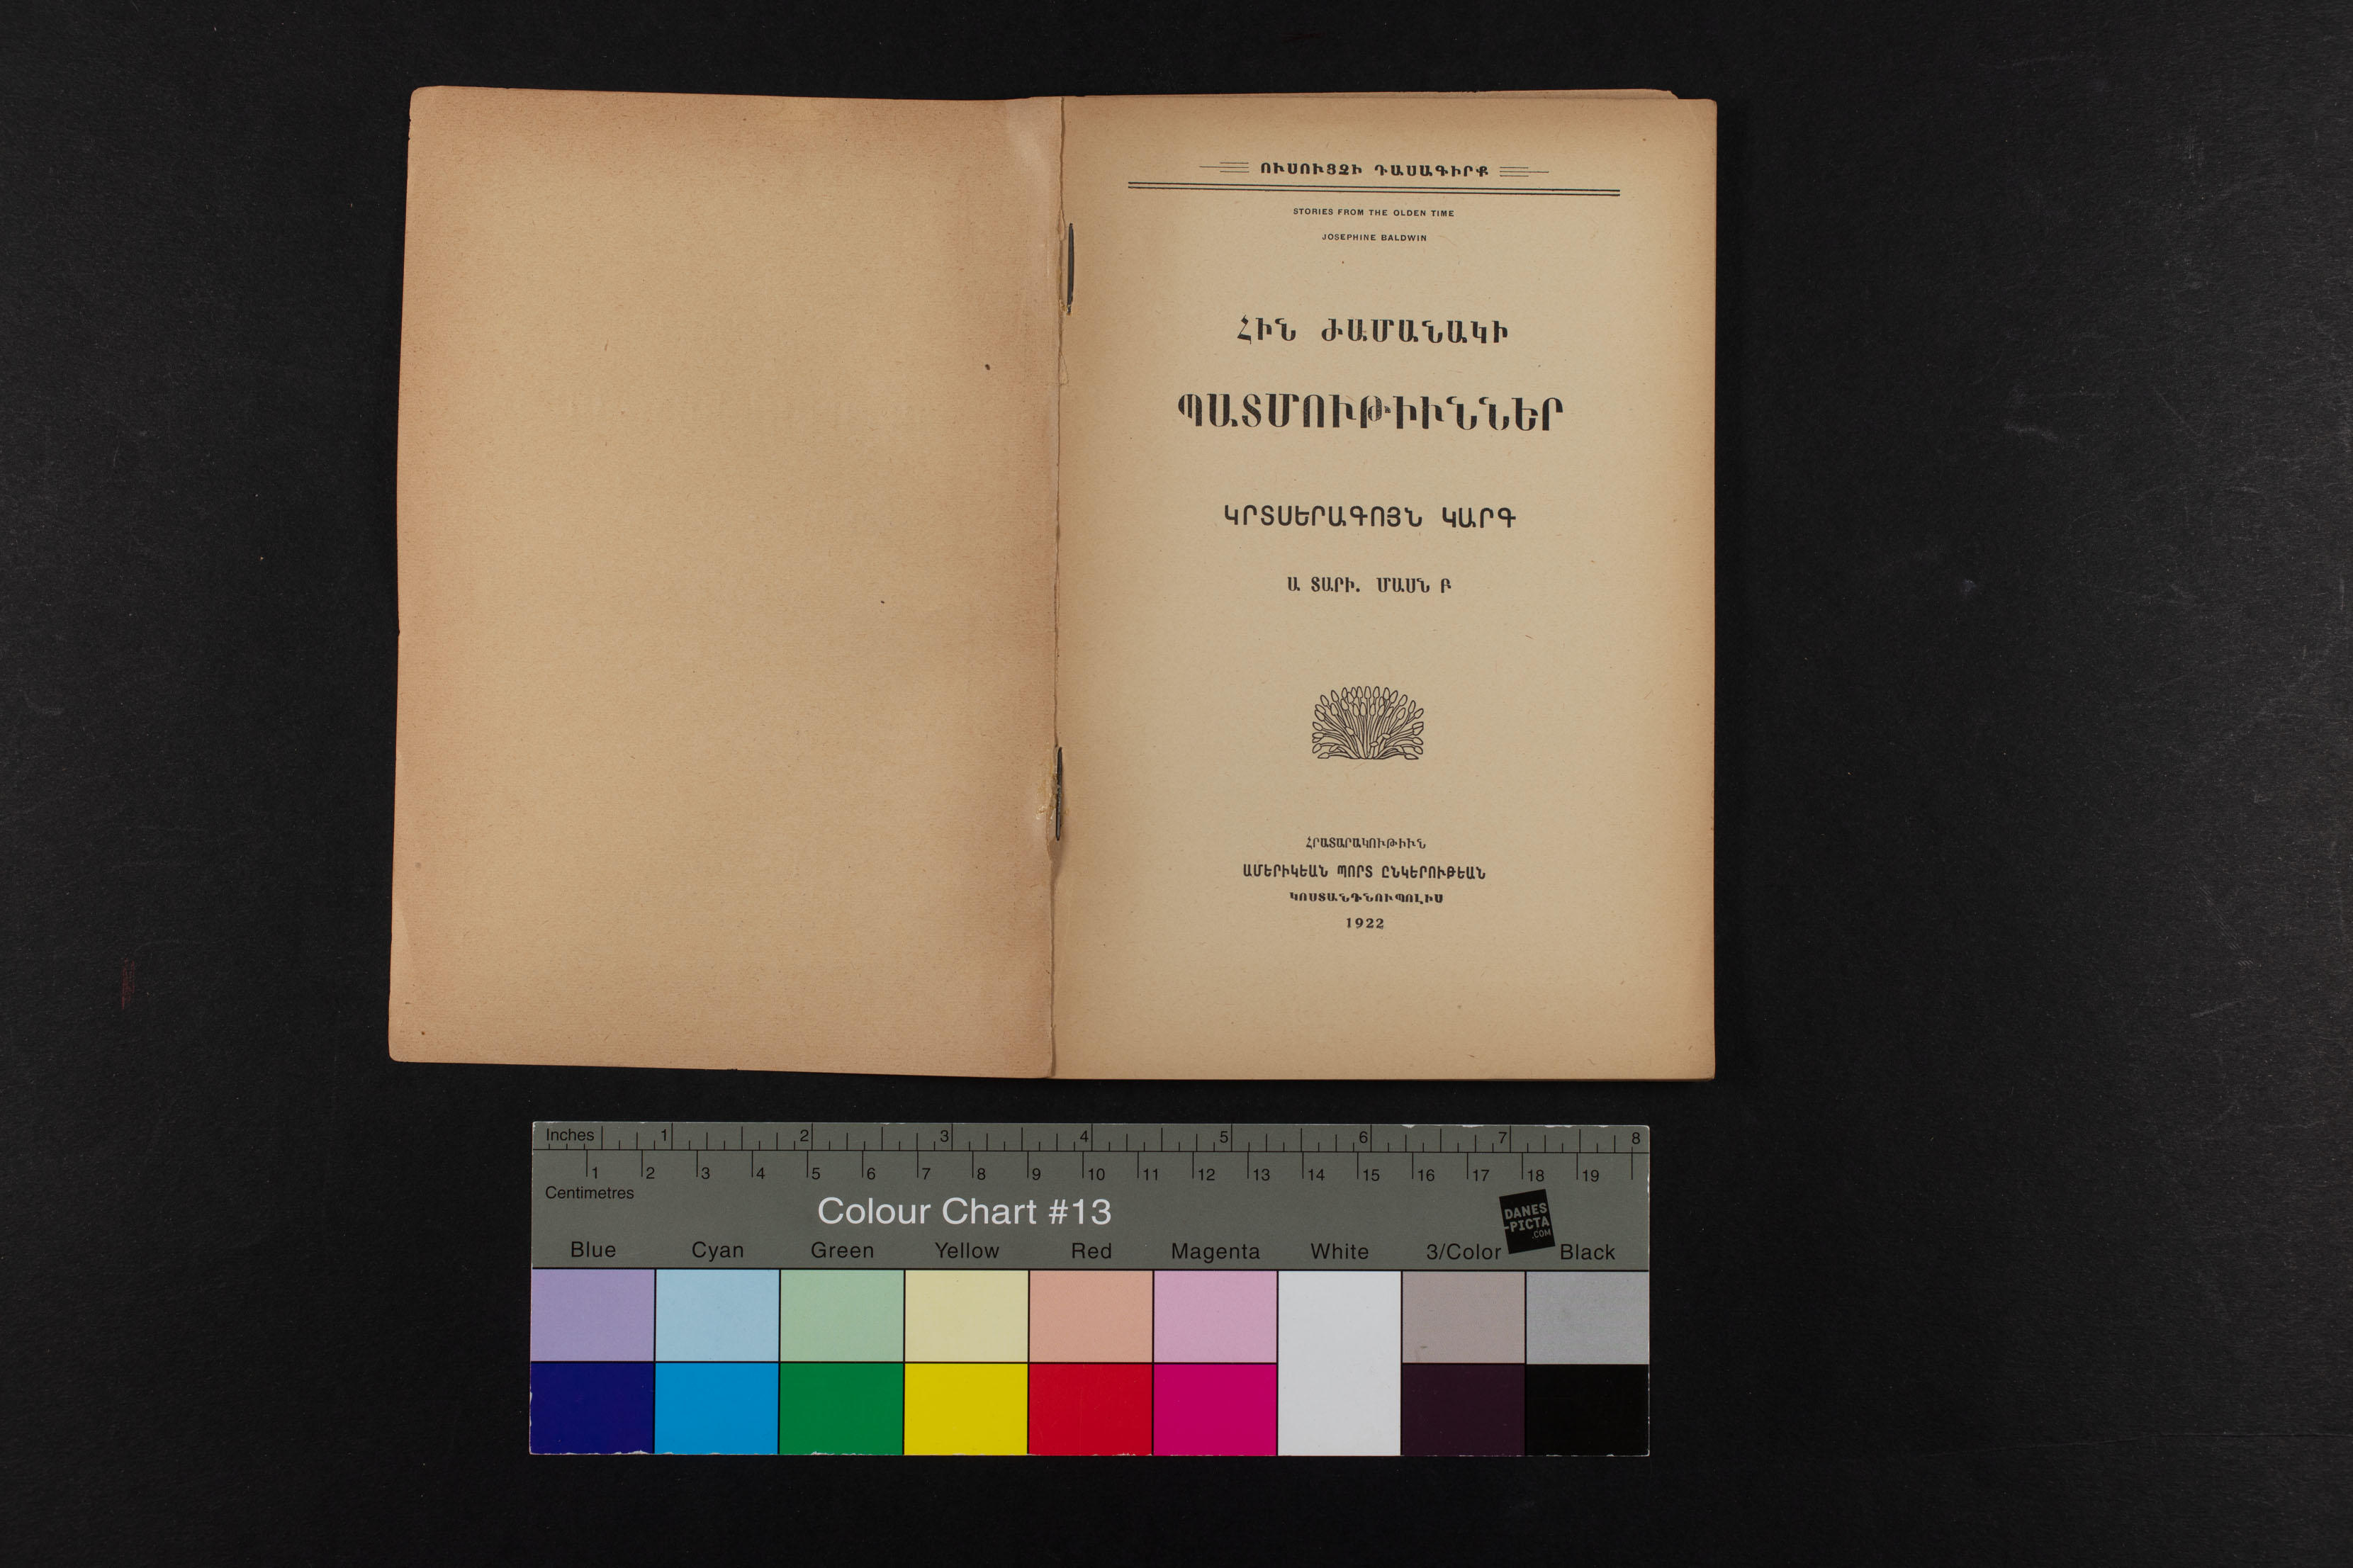 ՈՒՍՈՒՑՉԻ ԴԱՍԱԳԻՐՔ
STORIES FROM THE OLDEN TIME
JOSEPHINE BALDWIN
ՀԻՆ ԺԱՄԱՆԱԿԻ
ՊԱՏՄՈՒԹԻՒՆՆԵՐ
ԿՐՏՍԵՐԱԳՈՅՆ ԿԱՐԳ
Ա ՏԱՐԻ. ՄԱՍՆ Բ
ՀՐԱՏԱՐԱԿՈՒԹԻՒՆ
ԱՄԵՐԻԿԵԱՆ ՊՈՐՏ ԸՆԿԵՐՈՒԹԵԱՆ
ԿՈՍՏԱՆԴՆՈՒՊՈԼԻՍ
1922
Inches 1 2 3 4 5 6 7 8
1 2 3 4 5 6 7 8 9 10 11 12 13 14 15 16 17 18 19
Centimetres
Colour Chart #13
DANES
-PICTA
.COM
Blue Cyan Green Yellow Red Magenta White 3/Color Black